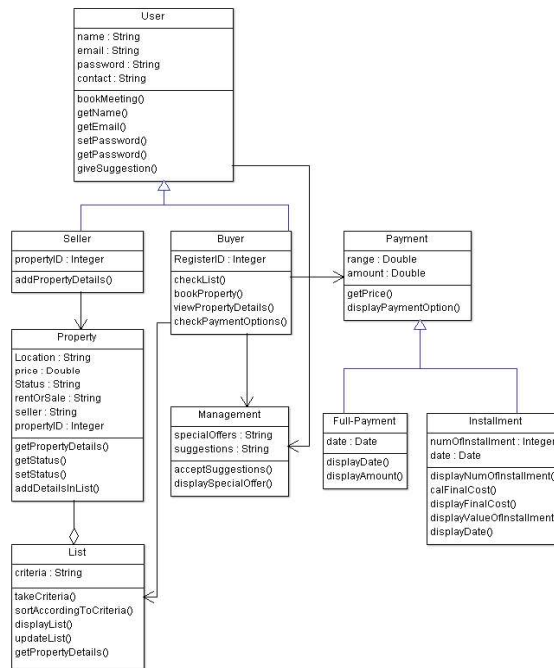 User
name : String
email : String
password : String
contact : String
bookMeeting()
getName()
getEmail()
setPassword()
getPassword()
giveSuggestion()
Seller
propertyID : Integer
addPropertyDetails()
Buyer
RegisterID : Integer
checkList()
bookProperty()
viewPropertyDetails()
checkPaymentOptions()
Payment
range : Double
amount : Double
getPrice()
displayPaymentOption()
Property
Location : String
price : Double
Status : String
rentOrSale : String
seller : String
propertyID : Integer
getPropertyDetails()
getStatus()
setStatus()
addDetailsInList()
Management
specialOffers : String
suggestions : String
acceptSuggestions()
displaySpecialOffer()
Full-Payment
date : Date
displayDate()
displayAmount()
Installment
numOfInstallment : Integer
date : Date
displayNumOfInstallment()
calFinalCost()
displayFinalCost()
displayValueOfInstallment
displayDate()
List
criteria : String
takeCriteria()
sortAccordingToCriteria()
displayList()
updateList()
getPropertyDetails()